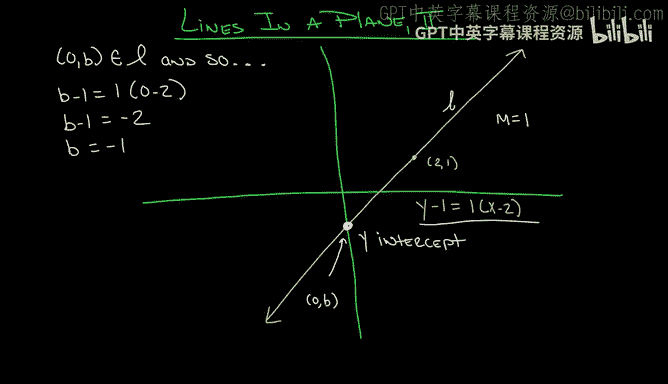 GPT中英字幕课程资源@bilibili.com
LINES IN A PLANE, II
GPT中英字幕课程资源 bilibili
(0,b) ∈ l AND SO...
b-1 = 1(0-2)
b-1 = -2
b = -1
l
M=1
(2,1)
Y-1 = 1(X-2)
Y INTERCEPT
(0,b)